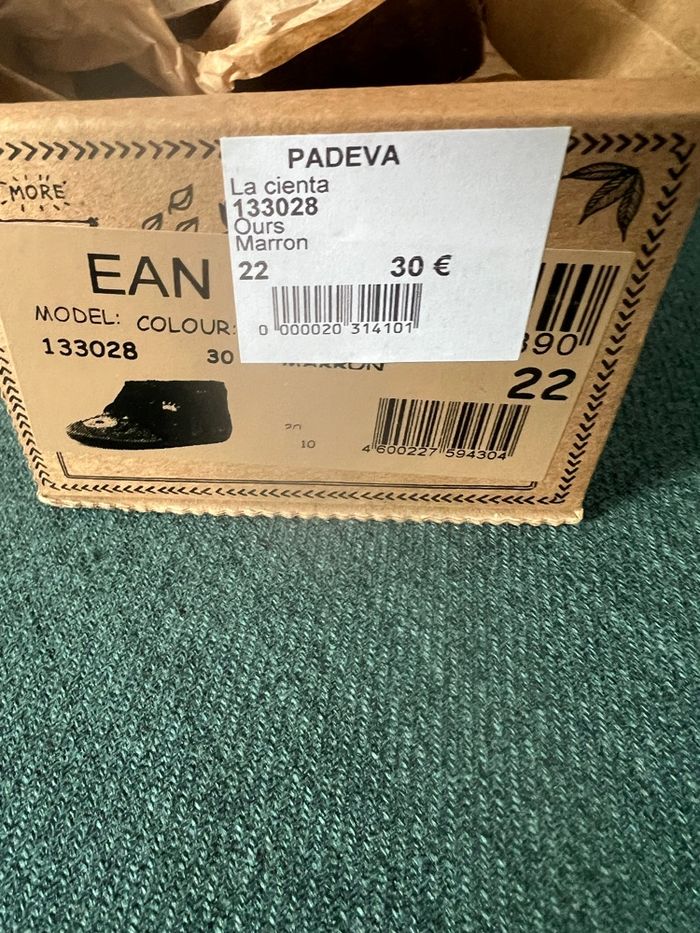 MORE
PADEVA
La cienta
133028
Ours
Marron
22 30 €
0 000020 314101
EAN
MODEL: COLOUR:
133028 30
MARRON
390
22
10
4 600227 594304